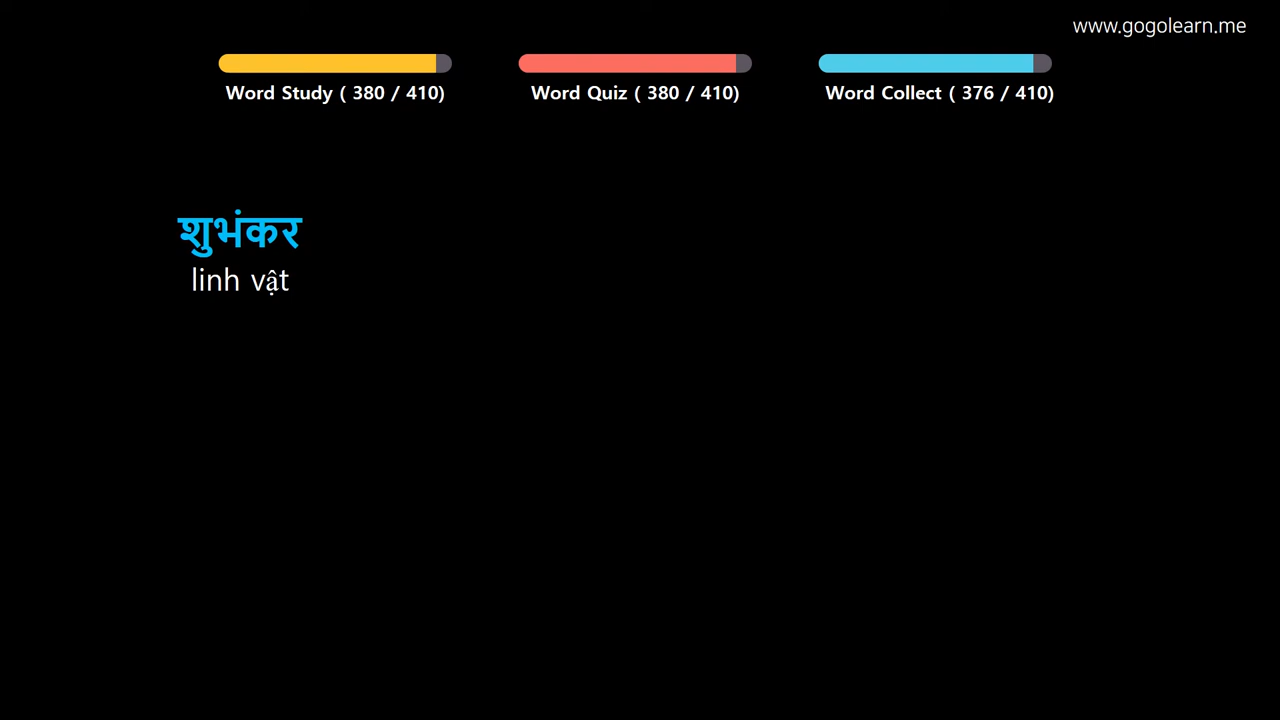 www.gogolearn.me
Word Study ( 380 / 410)
Word Quiz ( 380 / 410)
Word Collect ( 376 / 410)
शुभंकर
linh vật